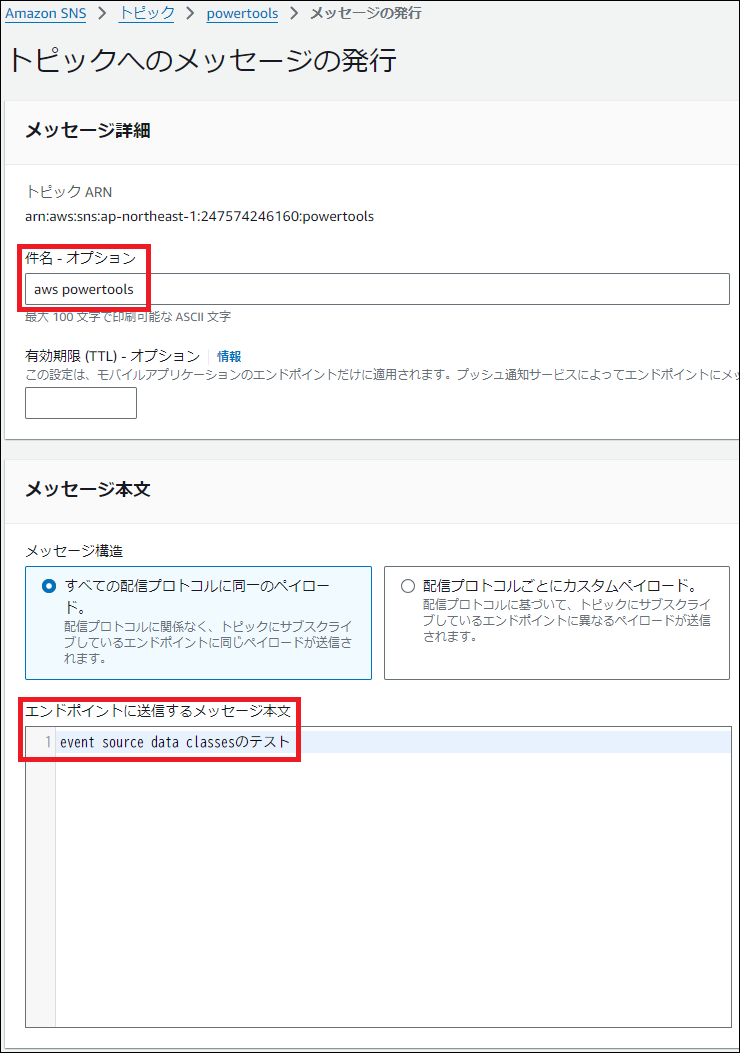 Amazon SNS > トピック > powertools > メッセージの発行
トピックへのメッセージの発行
メッセージ詳細
トピック ARN
arn:aws:sns:ap-northeast-1:247574246160:powertools
件名 - オプション
aws powertools
最大 100 文字で印刷可能な ASCII 文字
有効期限 (TTL) - オプション 情報
この設定は、モバイルアプリケーションのエンドポイントだけに適用されます。プッシュ通知サービスによってエンドポイントにメッ
メッセージ本文
メッセージ構造
すべての配信プロトコルに同一のペイロー
ド。
配信プロトコルに関係なく、トピックにサブスクライ
ブしているエンドポイントに同じペイロードが送信さ
れます。
配信プロトコルごとにカスタムペイロード。
配信プロトコルに基づいて、トピックにサブスクライ
ブしているエンドポイントに異なるペイロードが送信
されます。
エンドポイントに送信するメッセージ本文
1 event source data classesのテスト